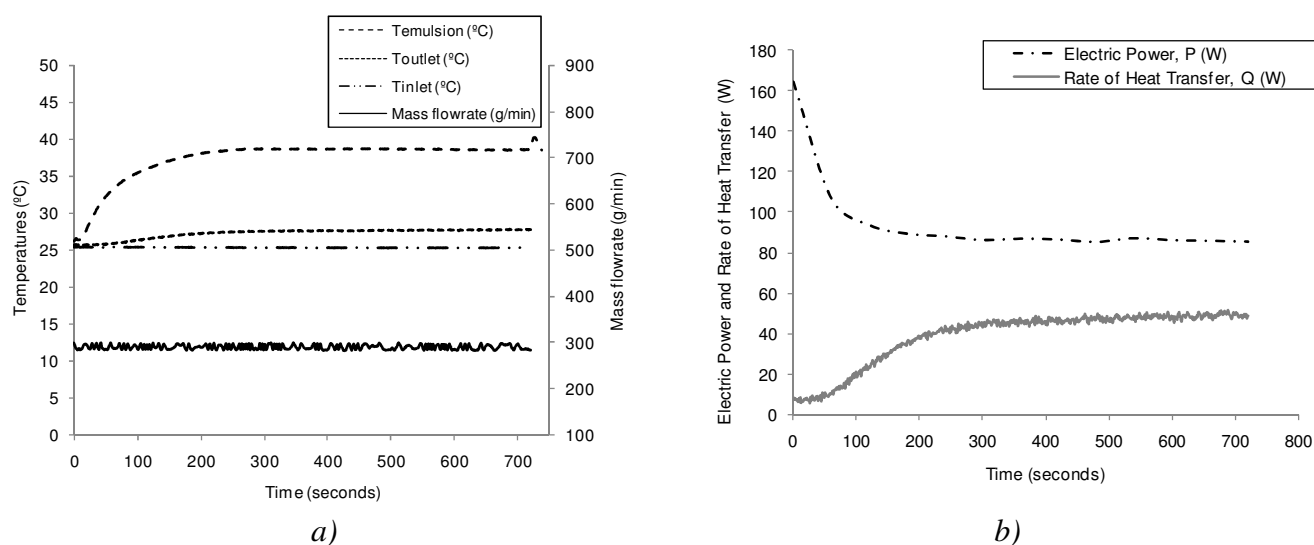 Temulsion (ºC)
Toutlet (ºC)
Tinlet (ºC)
Mass flowrate (g/min)
50
45
40
35
30
25
20
15
10
5
0
Temperatures (ºC)
900
800
700
600
500
400
300
200
100
Mass flowrate (g/min)
0 100 200 300 400 500 600 700
Time (seconds)
a)
Electric Power, P (W)
Rate of Heat Transfer, Q (W)
180
160
140
120
100
80
60
40
20
0
Electric Power and Rate of Heat Transfer (W)
0 100 200 300 400 500 600 700 800
Time (seconds)
b)